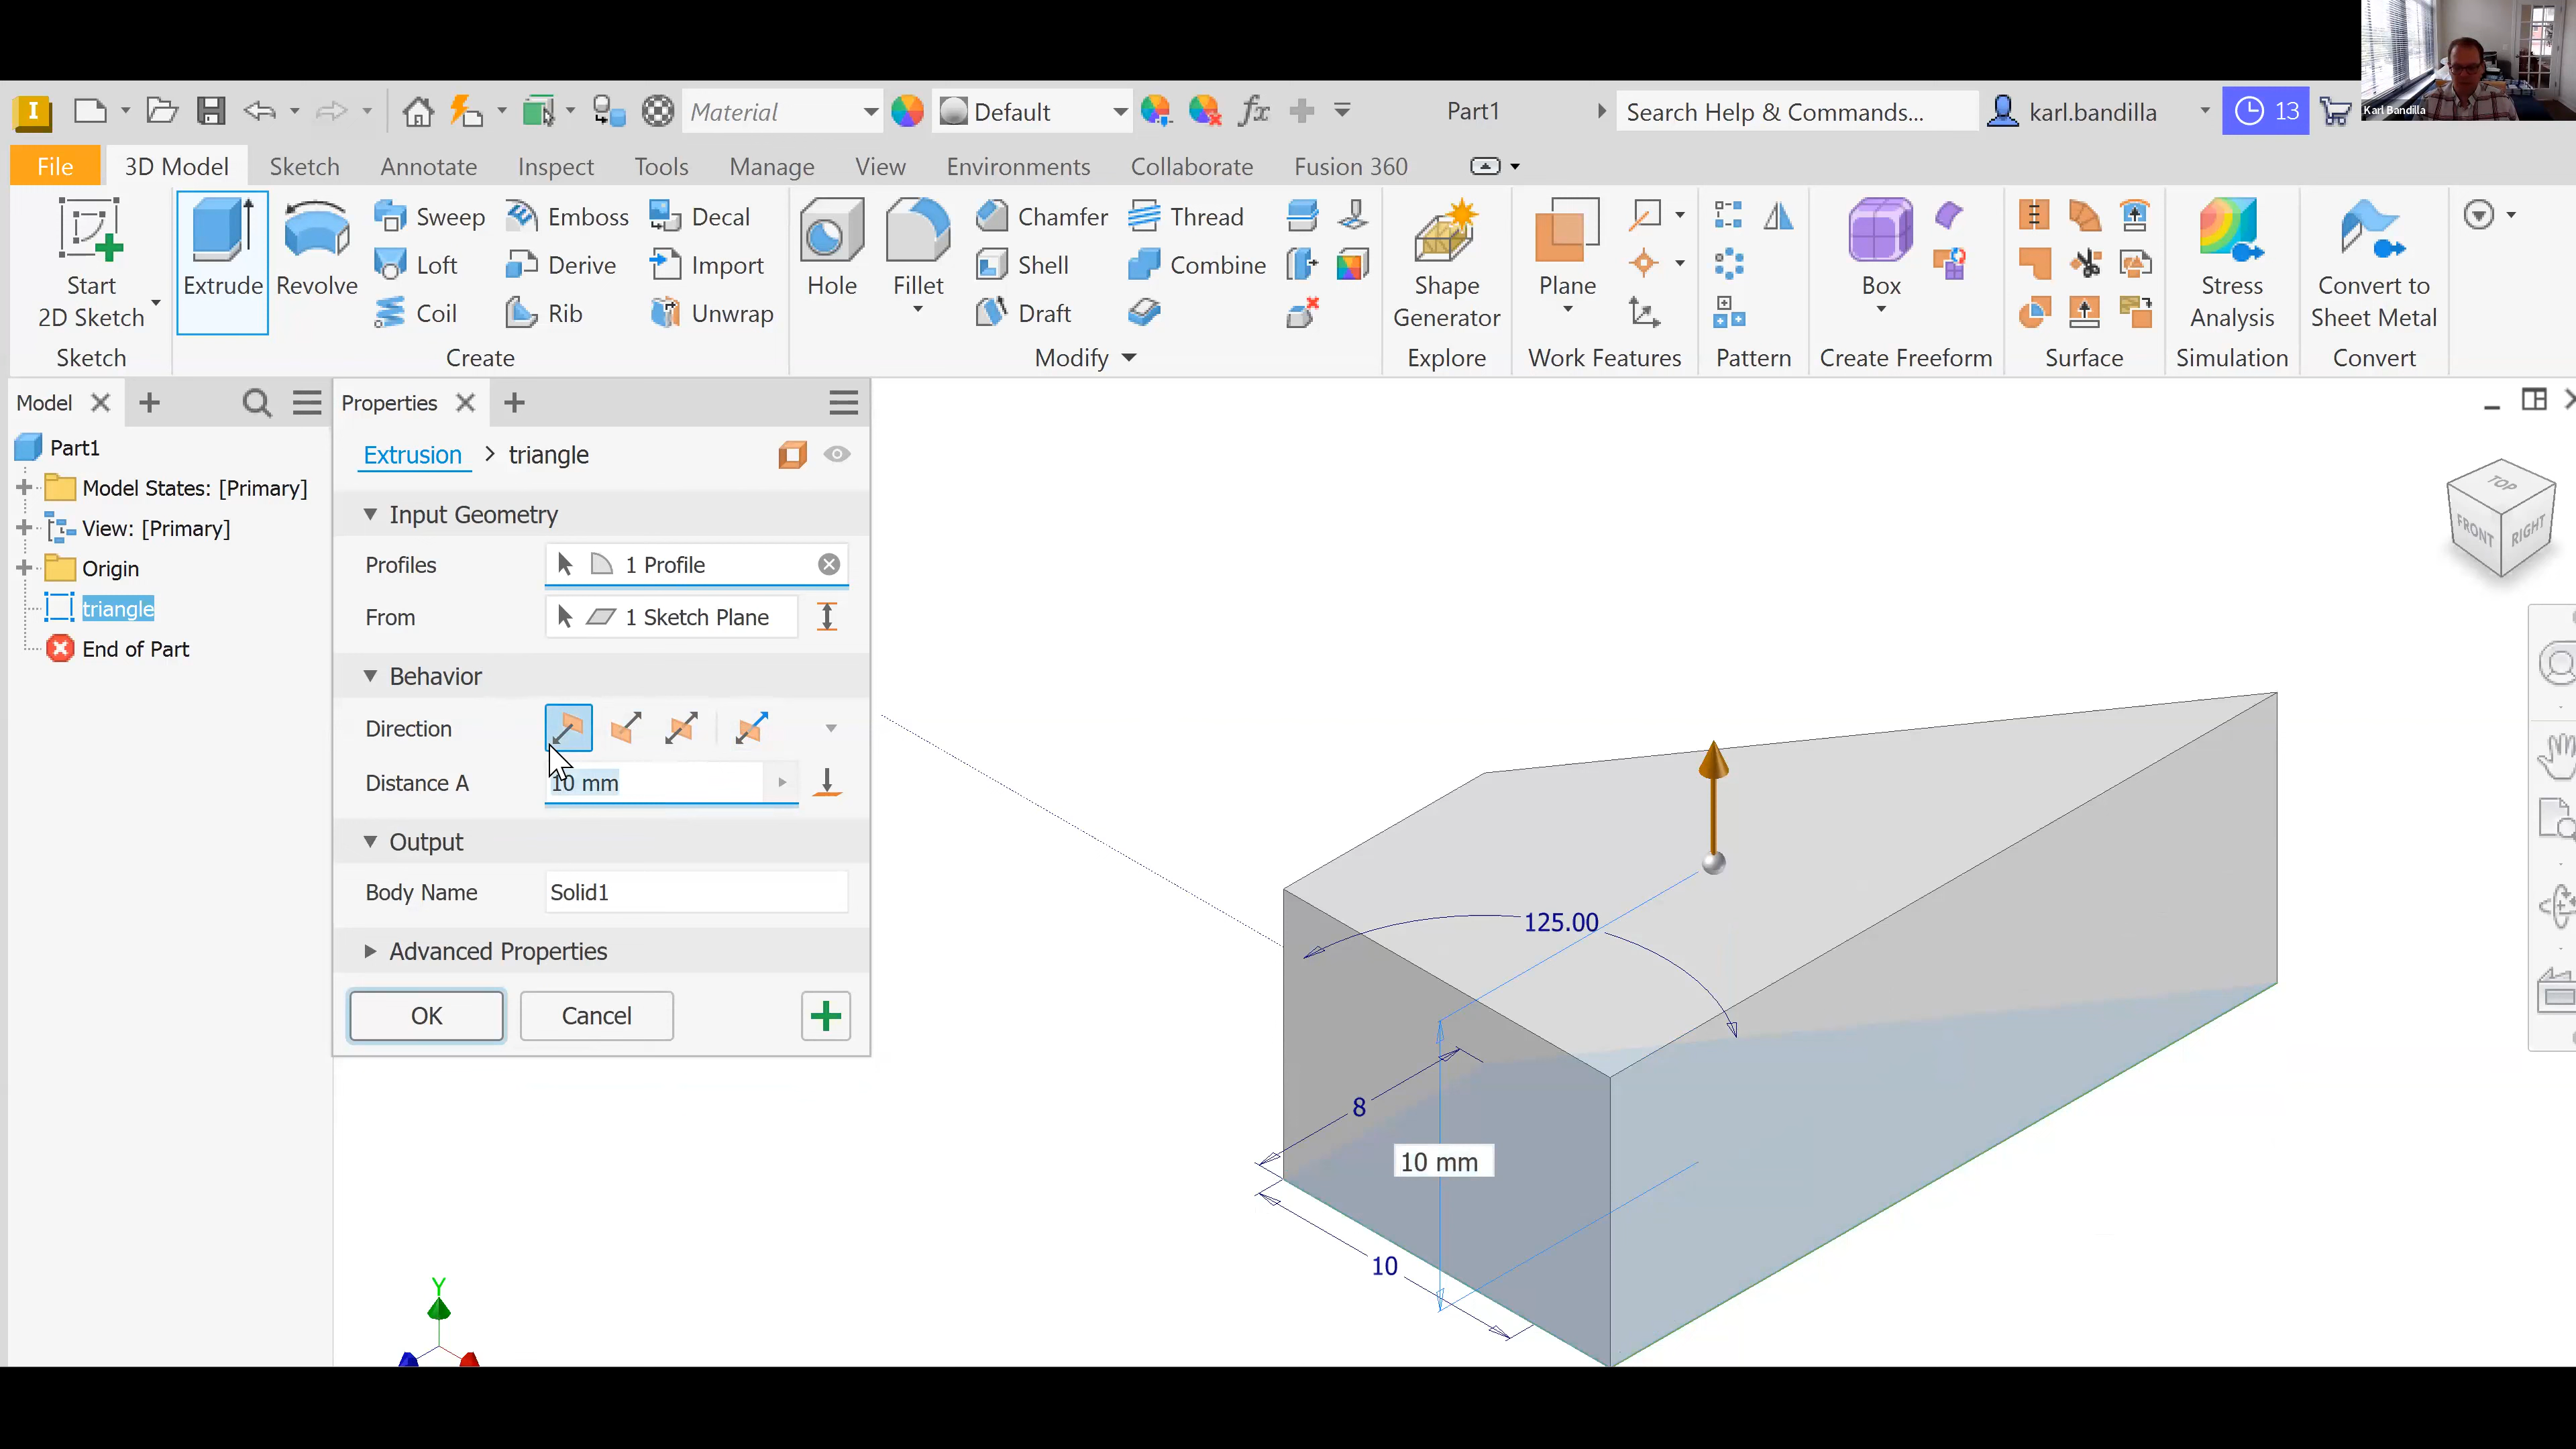 Karl Bandilla
I
Material
Default
fx
Part1
Search Help & Commands...
karl.bandilla
13
File
3D Model
Sketch
Annotate
Inspect
Tools
Manage
View
Environments
Collaborate
Fusion 360
Start
2D Sketch
Extrude
Revolve
Sweep
Emboss
Decal
Loft
Derive
Import
Coil
Rib
Unwrap
Hole
Fillet
Chamfer
Thread
Shell
Combine
Draft
Shape
Generator
Plane
Box
Stress
Analysis
Convert to
Sheet Metal
Sketch
Create
Modify
Explore
Work Features
Pattern
Create Freeform
Surface
Simulation
Convert
Model
Part1
Model States: [Primary]
View: [Primary]
Origin
triangle
End of Part
Properties
Extrusion > triangle
Input Geometry
Profiles
1 Profile
From
1 Sketch Plane
Behavior
Direction
Distance A
10 mm
Output
Body Name
Solid1
Advanced Properties
OK
Cancel
TOP
FRONT
RIGHT
125.00
8
10 mm
10
Y